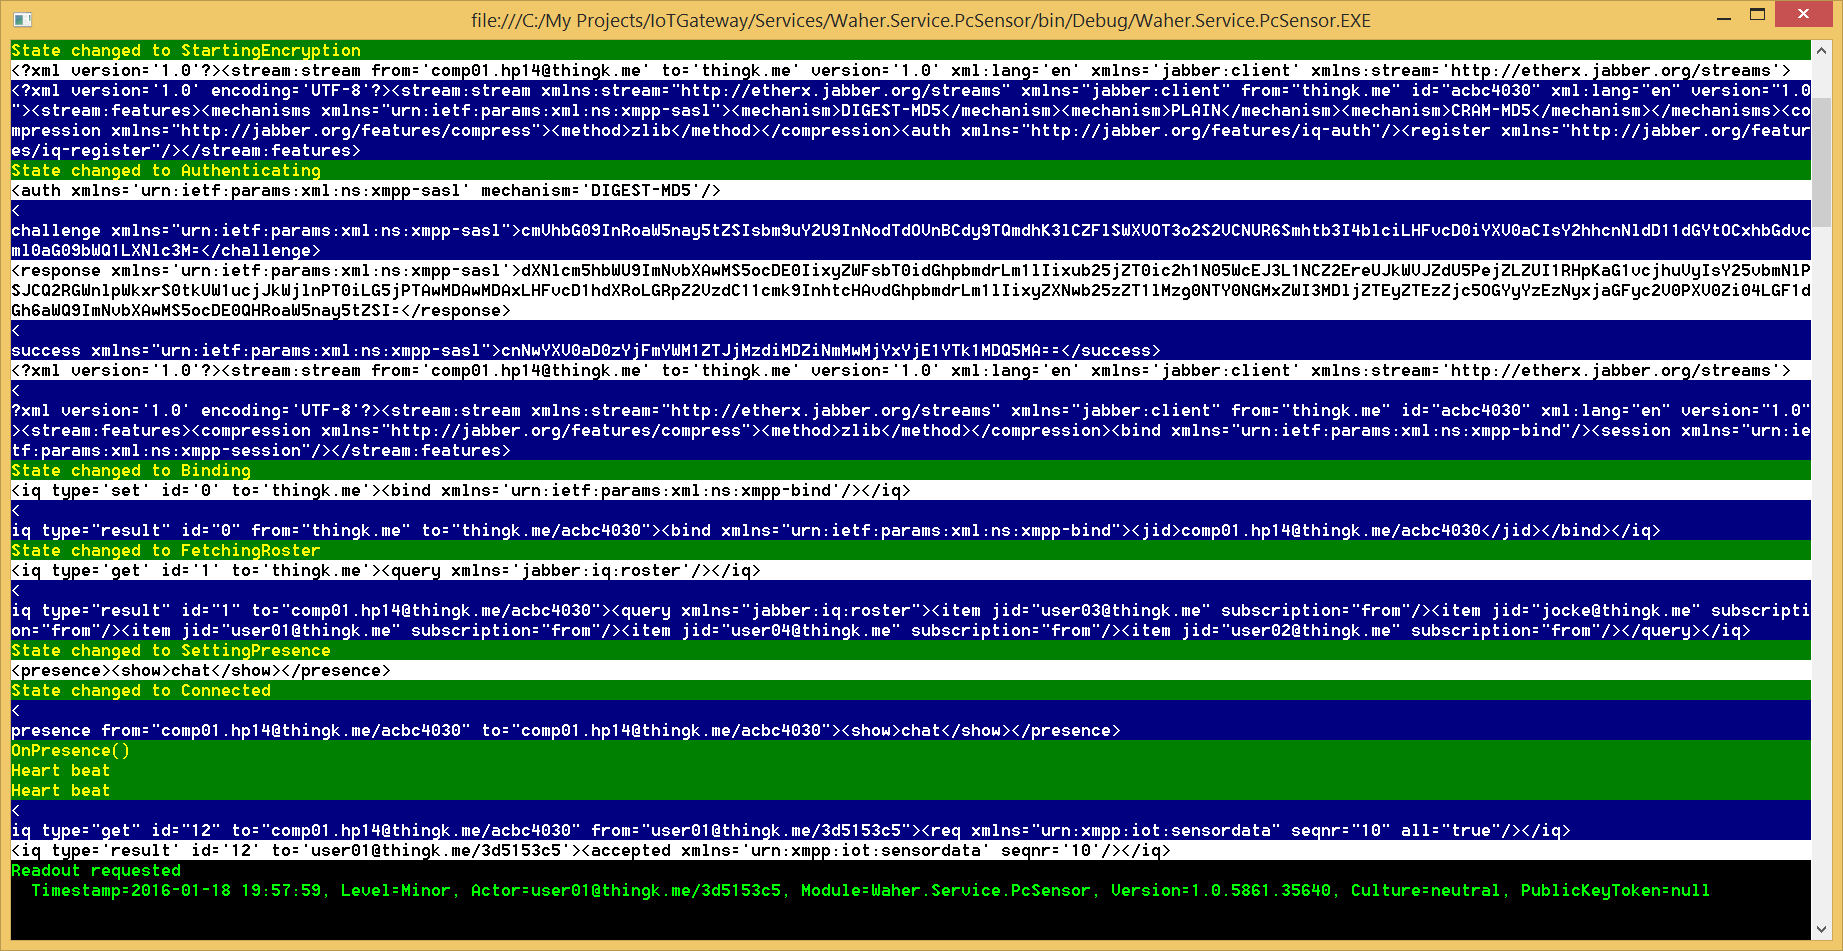 file:///C:/My Projects/IoTGateway/Services/Waher.Service.PcSensor/bin/Debug/Waher.Service.PcSensor.EXE
State changed to StartingEncryption
<?xml version='1.0'?><stream:stream from='comp01.hp14@thingk.me' to='thingk.me' version='1.0' xml:lang='en' xmlns='jabber:client' xmlns:stream='http://etherx.jabber.org/streams'>
<?xml version='1.0' encoding='UTF-8'?><stream:stream xmlns:stream="http://etherx.jabber.org/streams" xmlns="jabber:client" from="thingk.me" id="acbc4030" xml:lang="en" version="1.0
"><stream:features><mechanisms xmlns="urn:ietf:params:xml:ns:xmpp-sasl"><mechanism>DIGEST-MD5</mechanism><mechanism>PLAIN</mechanism><mechanism>CRAM-MD5</mechanism></mechanisms><co
mpression xmlns="http://jabber.org/features/compress"><method>zlib</method></compression><auth xmlns="http://jabber.org/features/iq-auth"/><register xmlns="http://jabber.org/featur
es/iq-register"/></stream:features>
State changed to Authenticating
<auth xmlns='urn:ietf:params:xml:ns:xmpp-sasl' mechanism='DIGEST-MD5'/>
<
challenge xmlns="urn:ietf:params:xml:ns:xmpp-sasl">
</challenge>
<response xmlns='urn:ietf:params:xml:ns:xmpp-sasl'>
</response>
<
success xmlns="urn:ietf:params:xml:ns:xmpp-sasl"></success>
<?xml version='1.0'?><stream:stream from='comp01.hp14@thingk.me' to='thingk.me' version='1.0' xml:lang='en' xmlns='jabber:client' xmlns:stream='http://etherx.jabber.org/streams'>
<
?xml version='1.0' encoding='UTF-8'?><stream:stream xmlns:stream="http://etherx.jabber.org/streams" xmlns="jabber:client" from="thingk.me" id="acbc4030" xml:lang="en" version="1.0"
><stream:features><compression xmlns="http://jabber.org/features/compress"><method>zlib</method></compression><bind xmlns="urn:ietf:params:xml:ns:xmpp-bind"/><session xmlns="urn:ie
tf:params:xml:ns:xmpp-session"/></stream:features>
State changed to Binding
<iq type='set' id='0' to='thingk.me'><bind xmlns='urn:ietf:params:xml:ns:xmpp-bind'/></iq>
<
iq type="result" id="0" from="thingk.me" to="thingk.me/acbc4030"><bind xmlns="urn:ietf:params:xml:ns:xmpp-bind"><jid>comp01.hp14@thingk.me/acbc4030</jid></bind></iq>
State changed to FetchingRoster
<iq type='get' id='1' to='thingk.me'><query xmlns='jabber:iq:roster'/></iq>
<
iq type="result" id="1" to="comp01.hp14@thingk.me/acbc4030"><query xmlns="jabber:iq:roster"><item jid="user03@thingk.me" subscription="from"/><item jid="jocke@thingk.me" subscripti
on="from"/><item jid="user01@thingk.me" subscription="from"/><item jid="user04@thingk.me" subscription="from"/><item jid="user02@thingk.me" subscription="from"/></query></iq>
State changed to SettingPresence
<presence><show>chat</show></presence>
State changed to Connected
<
presence from="comp01.hp14@thingk.me/acbc4030" to="comp01.hp14@thingk.me/acbc4030"><show>chat</show></presence>
OnPresence()
Heart beat
Heart beat
<
iq type="get" id="12" to="comp01.hp14@thingk.me/acbc4030" from="user01@thingk.me/3d5153c5"><req xmlns="urn:xmpp:iot:sensordata" seqnr="10" all="true"/></iq>
<iq type='result' id='12' to='user01@thingk.me/3d5153c5'><accepted xmlns='urn:xmpp:iot:sensordata' seqnr='10'/></iq>
Readout requested
Timestamp=2016-01-18 19:57:59, Level=Minor, Actor=user01@thingk.me/3d5153c5, Module=Waher.Service.PcSensor, Version=1.0.5861.35640, Culture=neutral, PublicKeyToken=null